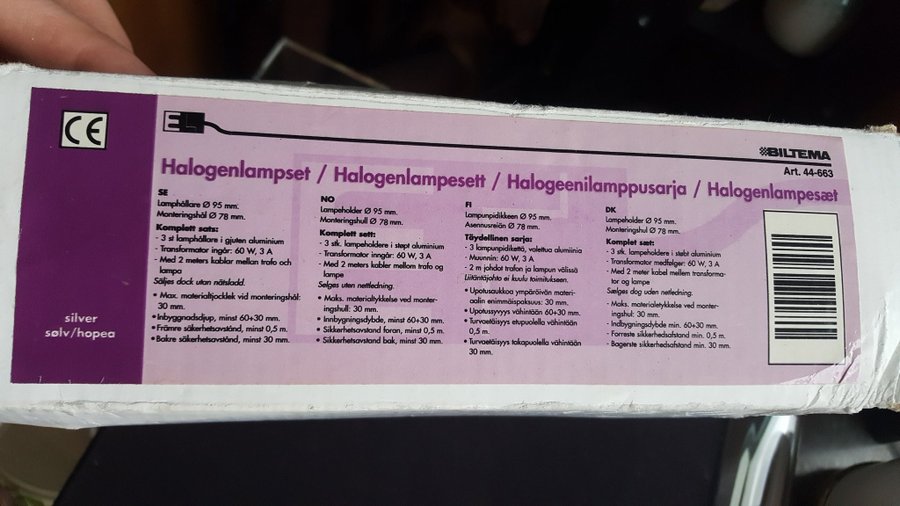 CE
EL
BILTEMA
Art. 44-663
Halogenlampset / Halogenlampesett / Halogeenilamppusarja / Halogenlampesæt
SE
Lamphållare Ø 95 mm.
Monteringshål Ø 78 mm.
Komplett sats:
- 3 st lamphållare i gjuten aluminium
- Transformator ingår: 60 W, 3 A
- Med 2 meters kablar mellan trafo och
lampa
Säljes dock utan nätsladd.
• Max. materialtjocklek vid monteringshål:
30 mm.
• Inbyggnadsdjup, minst 60+30 mm.
• Främre säkerhetsavstånd, minst 0,5 m.
• Bakre säkerhetsavstånd, minst 30 mm.
NO
Lampeholder Ø 95 mm.
Monteringshull Ø 78 mm.
Komplett sett:
- 3 stk. lampeholdere i støpt aluminium
- Transformator inngår: 60 W, 3 A
- Med 2 meters kabler mellom trafo og
lampe
Selges uten nettledning.
• Maks. materialtykkelse ved monter-
ingshull: 30 mm.
• Innbygningsdybde, minst 60+30 mm.
• Sikkerhetsavstand foran, minst 0,5 m.
• Sikkerhetsavstand bak, minst 30 mm.
FI
Lampunpidikkeen Ø 95 mm.
Asennusreiän Ø 78 mm.
Täydellinen sarja:
- 3 lampunpidikettä, valettua alumiinia
- Muunnin: 60 W, 3 A
- 2 m johdot trafon ja lampun välissä
Liitäntäjohto ei kuulu toimitukseen.
• Upotusaukkoa ympäröivän materi-
aalin enimmäispaksuus: 30 mm.
• Upotussyvyys vähintään 60+30 mm.
• Turvaetäisyys etupuolella vähintään
0,5 m.
• Turvaetäisyys takapuolella vähintään
30 mm.
DK
Lampeholder Ø 95 mm.
Monteringshul Ø 78 mm.
Komplet sæt:
- 3 stk. lampeholdere i støbt aluminium
- Transformator medfølger: 60 W, 3 A
- Med 2 meter kabel mellem transforma-
tor og lampe
Sælges dog uden netledning.
- Maks. materialetykkelse ved monter-
ingshul: 30 mm.
- Indbygningsdybde min. 60+30 mm.
- Forreste sikkerhedsafstand min. 0,5 m.
- Bagerste sikkerhedsafstand min. 30 mm.
silver
sølv/hopea